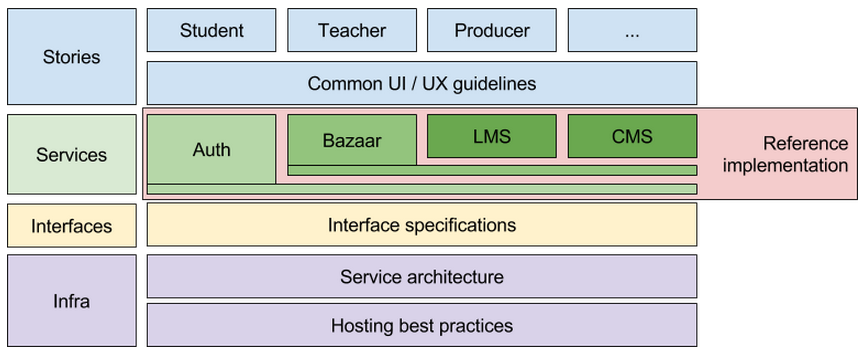 Stories
Student
Teacher
Producer
...
Common UI / UX guidelines
Services
Auth
Bazaar
LMS
CMS
Reference
implementation
Interfaces
Interface specifications
Infra
Service architecture
Hosting best practices